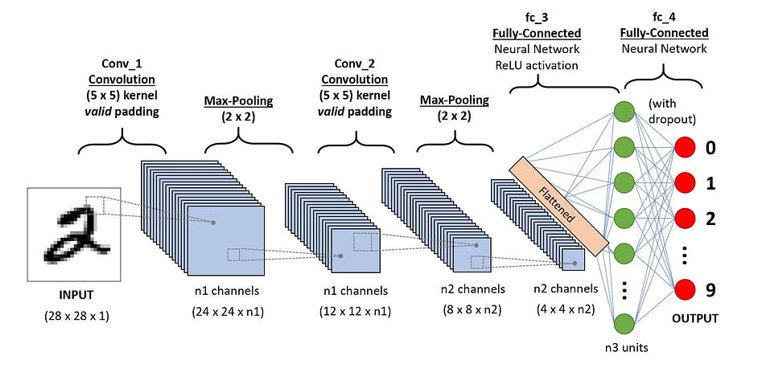 Conv_1
Convolution
(5 x 5) kernel
valid padding
Max-Pooling
(2 x 2)
Conv_2
Convolution
(5 x 5) kernel
valid padding
Max-Pooling
(2 x 2)
fc_3
Fully-Connected
Neural Network
ReLU activation
fc_4
Fully-Connected
Neural Network
(with
dropout)
2
INPUT
(28 x 28 x 1)
n1 channels
(24 x 24 x n1)
n1 channels
(12 x 12 x n1)
n2 channels
(8 x 8 x n2)
n2 channels
(4 x 4 x n2)
Flattened
n3 units
0
1
2
9
OUTPUT